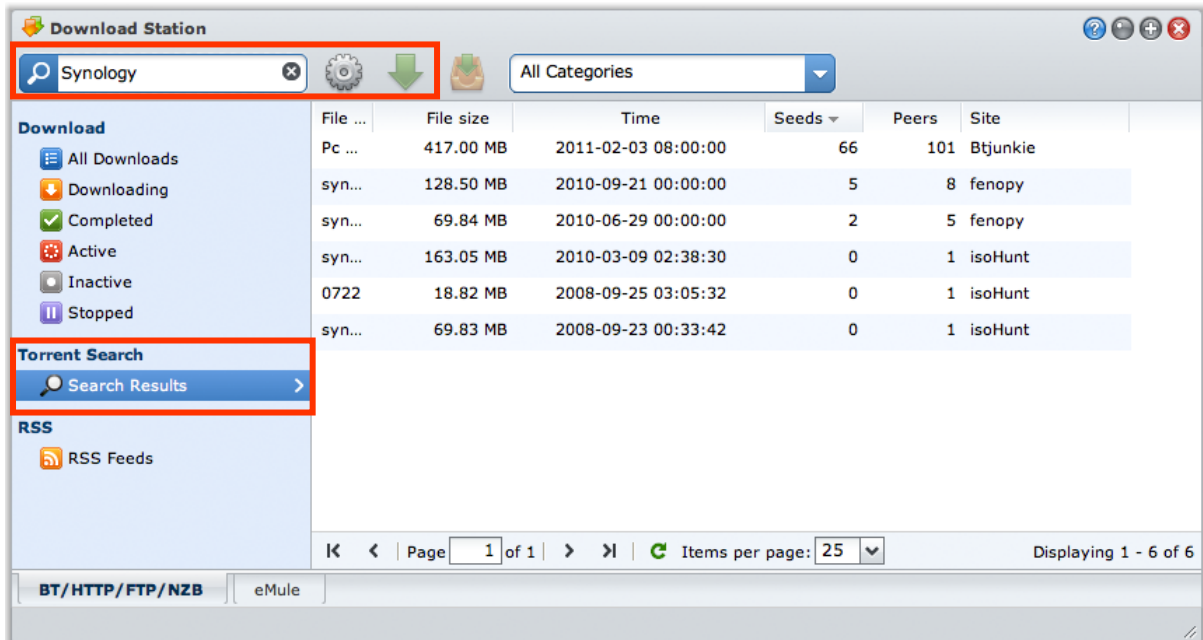 Download Station
Synology
All Categories
Download
All Downloads
Downloading
Completed
Active
Inactive
Stopped
Torrent Search
Search Results
RSS
RSS Feeds
File ... File size Time Seeds Peers Site
Pc ... 417.00 MB 2011-02-03 08:00:00 66 101 Btjunkie
syn... 128.50 MB 2010-09-21 00:00:00 5 8 fenopy
syn... 69.84 MB 2010-06-29 00:00:00 2 5 fenopy
syn... 163.05 MB 2010-03-09 02:38:30 0 1 isoHunt
0722 18.82 MB 2008-09-25 03:05:32 0 1 isoHunt
syn... 69.83 MB 2008-09-23 00:33:42 0 1 isoHunt
Page 1 of 1 Items per page: 25 Displaying 1 - 6 of 6
BT/HTTP/FTP/NZB eMule